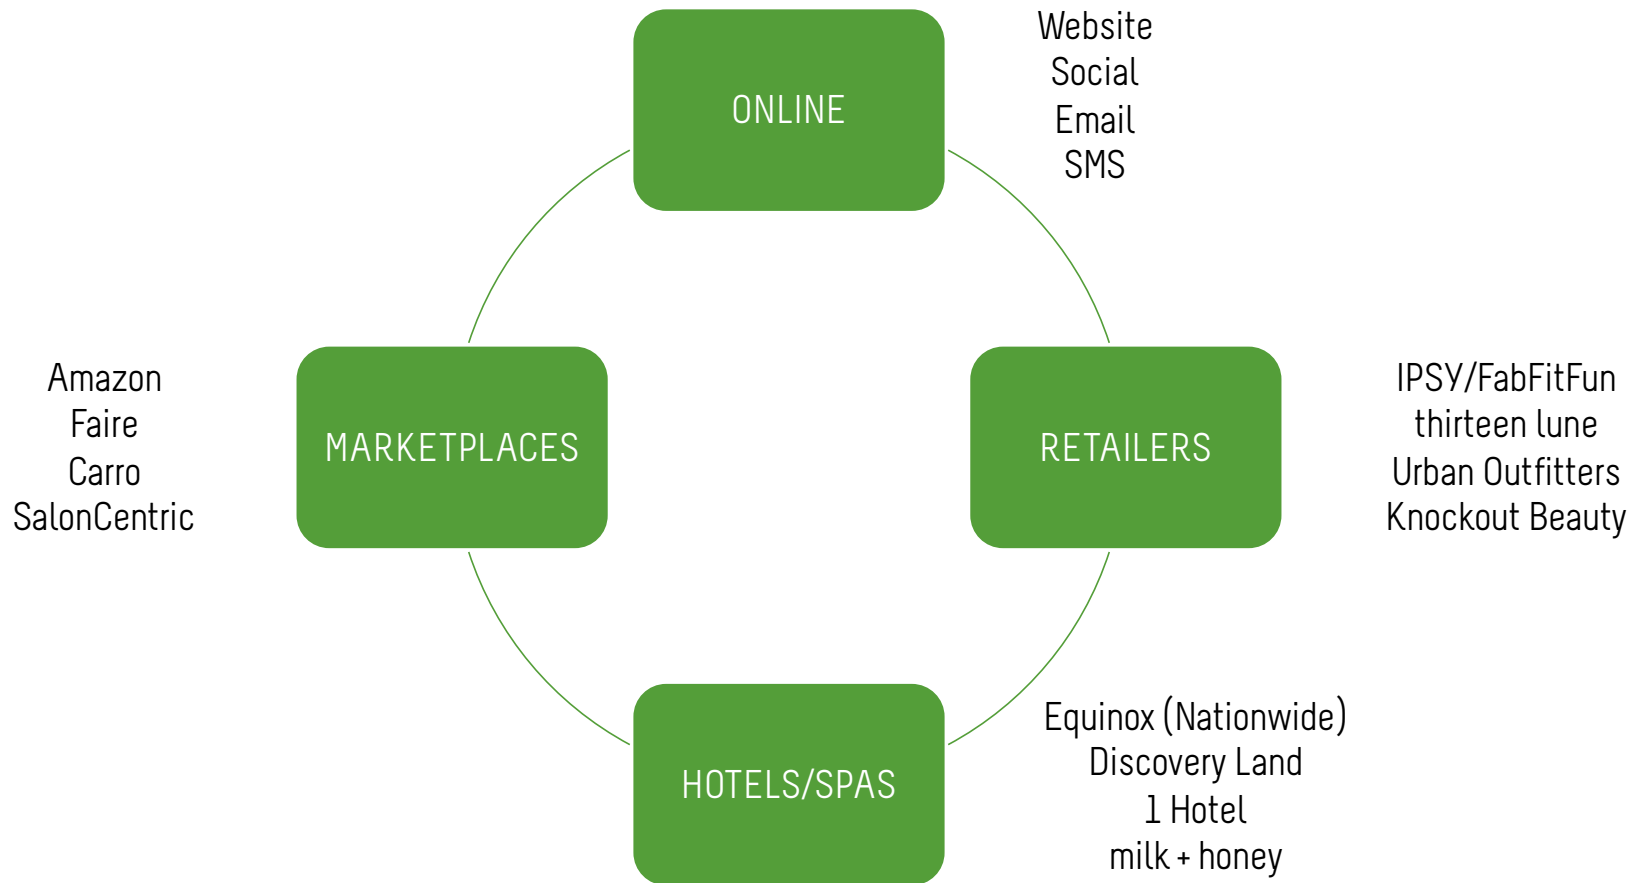 ONLINE
Website
Social
Email
SMS
MARKETPLACES
Amazon
Faire
Carro
SalonCentric
RETAILERS
IPSY/FabFitFun
thirteen lune
Urban Outfitters
Knockout Beauty
HOTELS/SPAS
Equinox (Nationwide)
Discovery Land
1 Hotel
milk + honey